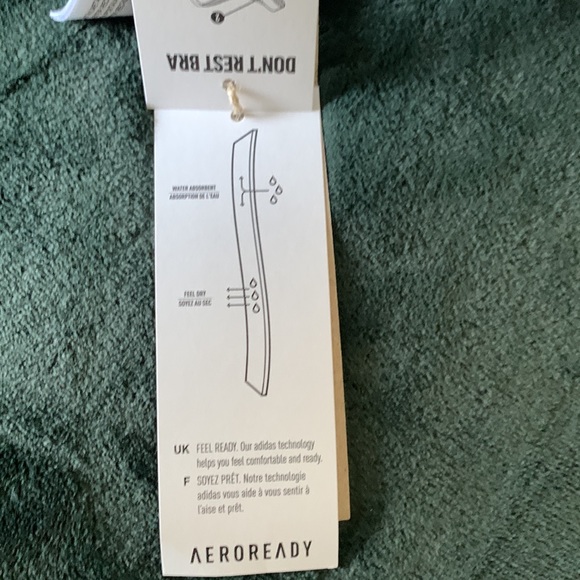 DON'T REST BRA
WATER ABSORBENT
ABSORPTION DE L'EAU
FEEL DRY
SOYEZ AU SEC
UK FEEL READY. Our adidas technology
helps you feel comfortable and ready.
F SOYEZ PRÊT. Notre technologie
adidas vous aide à vous sentir à
l'aise et prêt.
AEROREADY